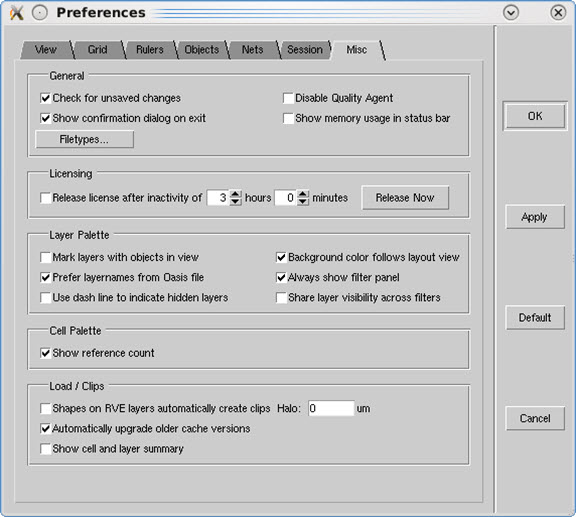 Preferences
View Grid Rulers Objects Nets Session Misc
General
Check for unsaved changes Disable Quality Agent
Show confirmation dialog on exit Show memory usage in status bar
Filetypes...
OK
Licensing
Release license after inactivity of 3 hours 0 minutes Release Now
Apply
Layer Palette
Mark layers with objects in view Background color follows layout view
Prefer layernames from Oasis file Always show filter panel
Use dash line to indicate hidden layers Share layer visibility across filters
Default
Cell Palette
Show reference count
Load / Clips
Shapes on RVE layers automatically create clips Halo: 0 um
Automatically upgrade older cache versions
Show cell and layer summary
Cancel